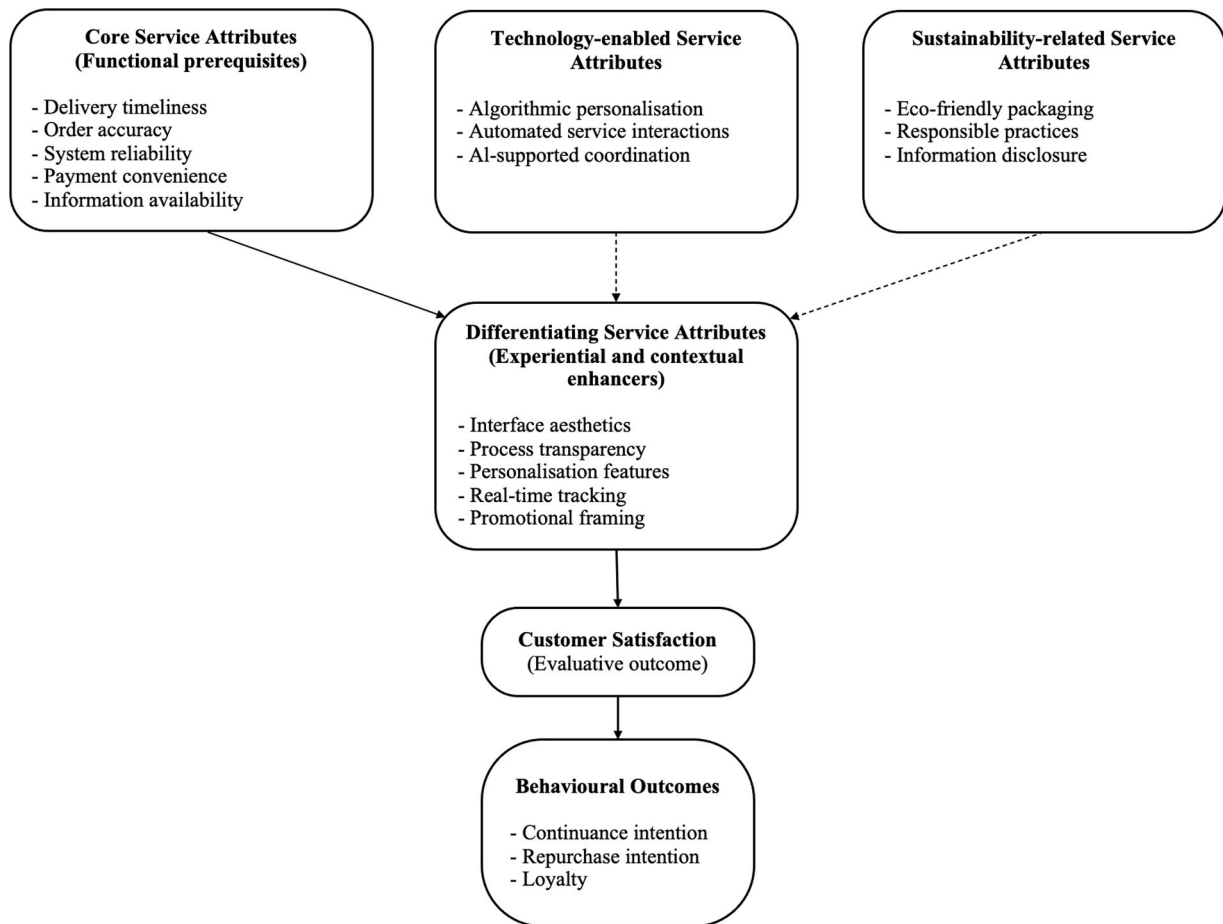 Core Service Attributes
(Functional prerequisites)
- Delivery timeliness
- Order accuracy
- System reliability
- Payment convenience
- Information availability
Technology-enabled Service
Attributes
- Algorithmic personalisation
- Automated service interactions
- AI-supported coordination
Sustainability-related Service
Attributes
- Eco-friendly packaging
- Responsible practices
- Information disclosure
Differentiating Service Attributes
(Experiential and contextual
enhancers)
- Interface aesthetics
- Process transparency
- Personalisation features
- Real-time tracking
- Promotional framing
Customer Satisfaction
(Evaluative outcome)
Behavioural Outcomes
- Continuance intention
- Repurchase intention
- Loyalty